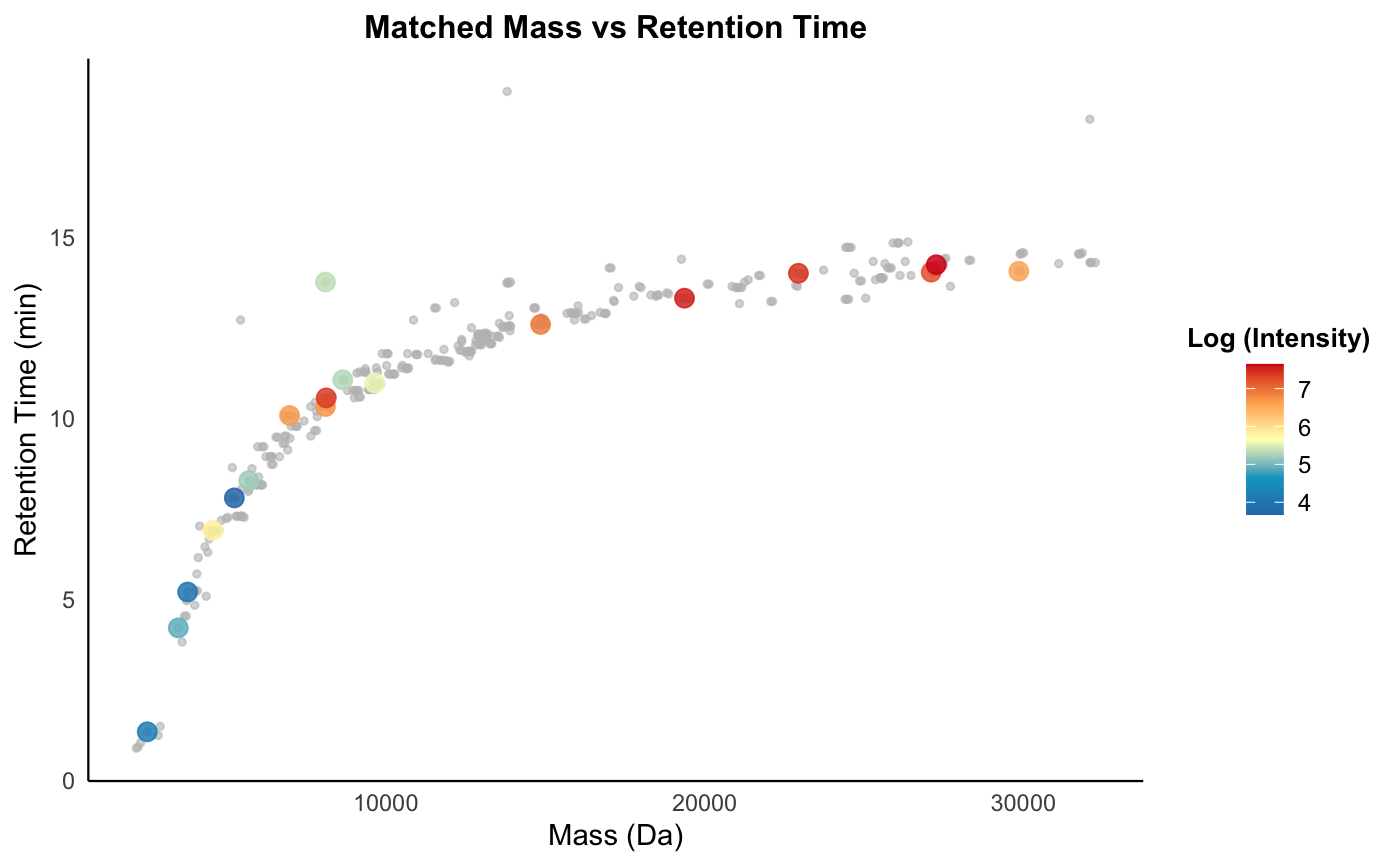 Matched Mass vs Retention Time
Retention Time (min)
15
10
5
0
10000
20000
30000
Mass (Da)
Log (Intensity)
7
6
5
4